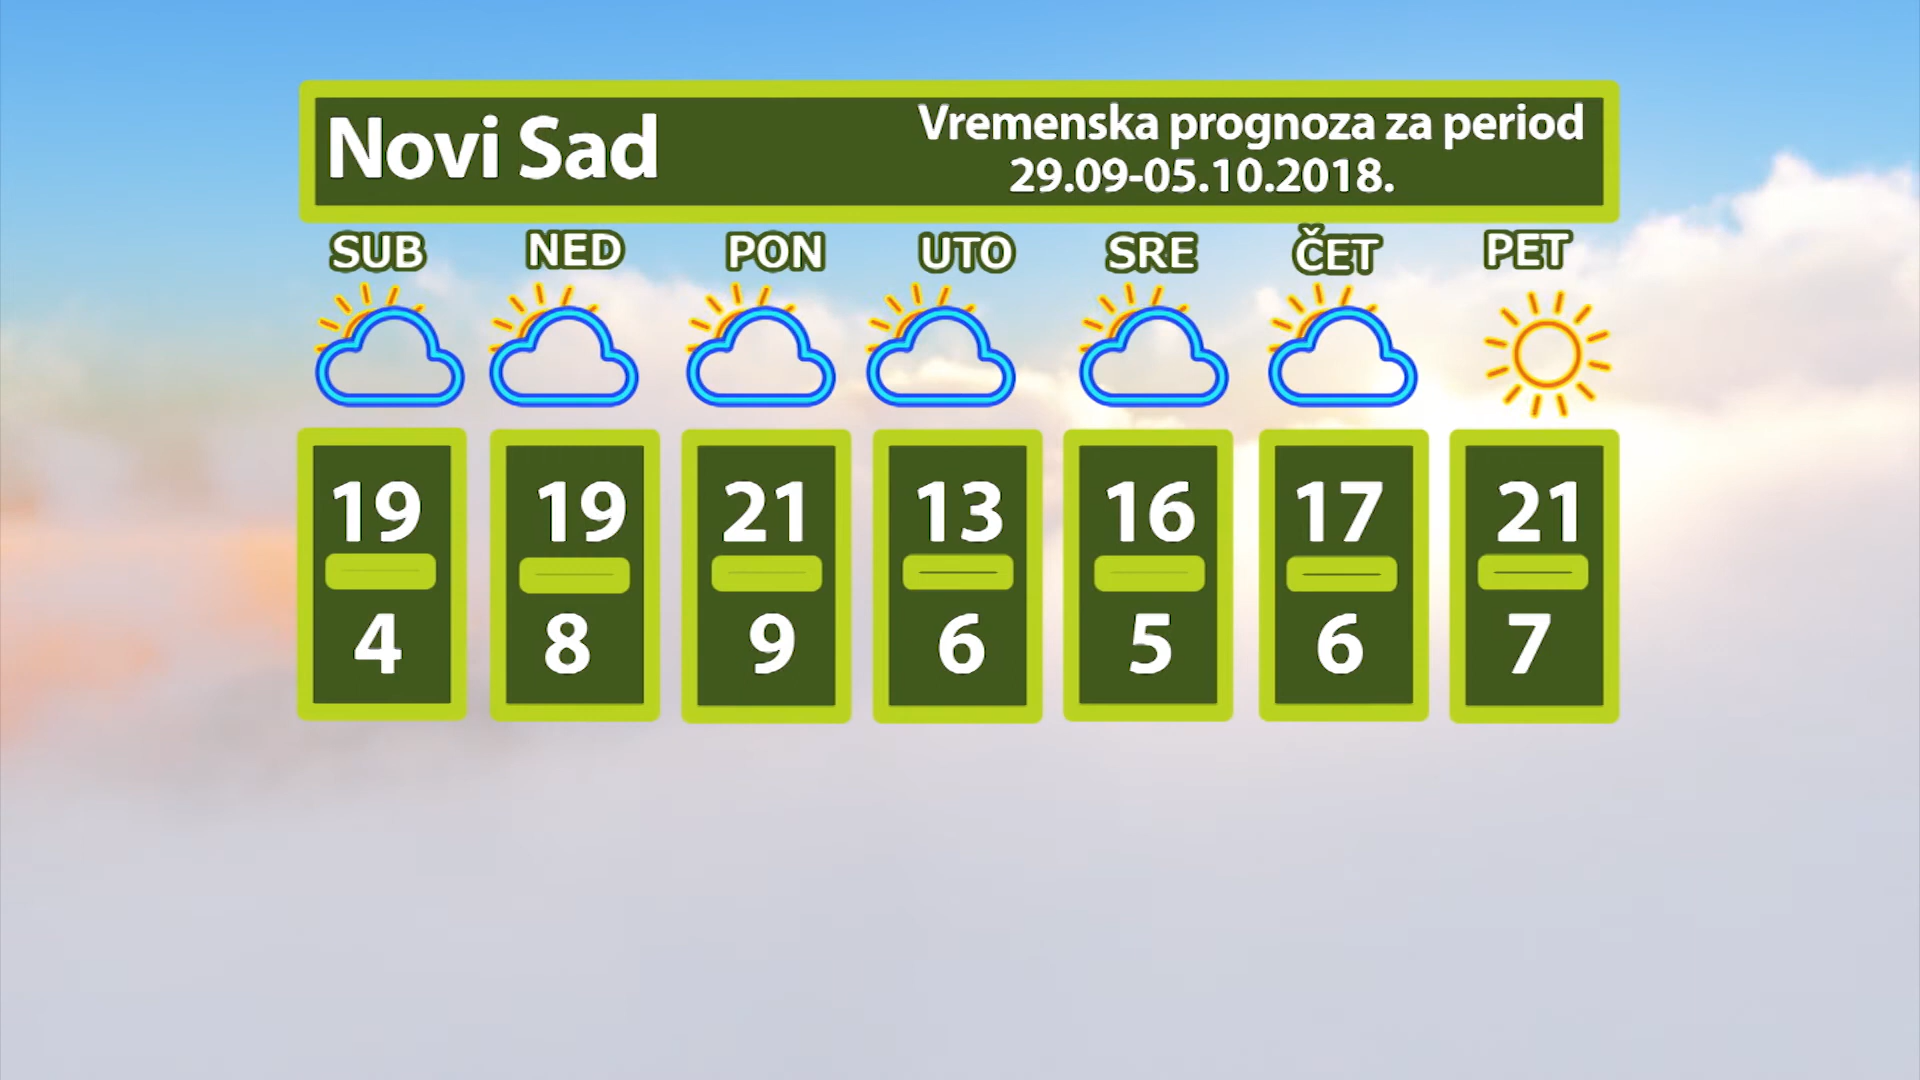 Novi Sad
Vremenska prognoza za period
29.09-05.10.2018.
SUB NED PON UTO SRE ČET PET
19 19 21 13 16 17 21
4 8 9 6 5 6 7